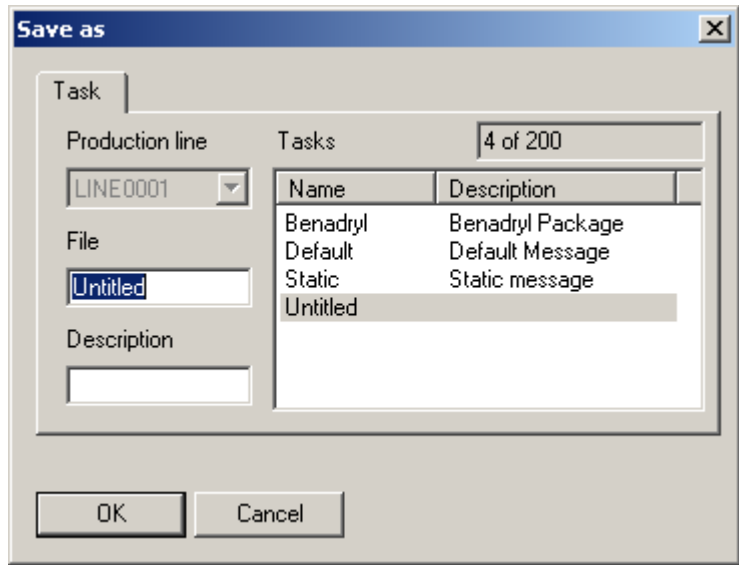 Save as
Task
Production line
LINE0001
File
Untitled
Description
Tasks
4 of 200
Name Description
Benadryl Benadryl Package
Default Default Message
Static Static message
Untitled
OK
Cancel